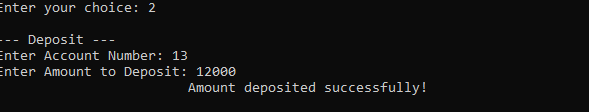 Enter your choice: 2
--- Deposit ---
Enter Account Number: 13
Enter Amount to Deposit: 12000
Amount deposited successfully!